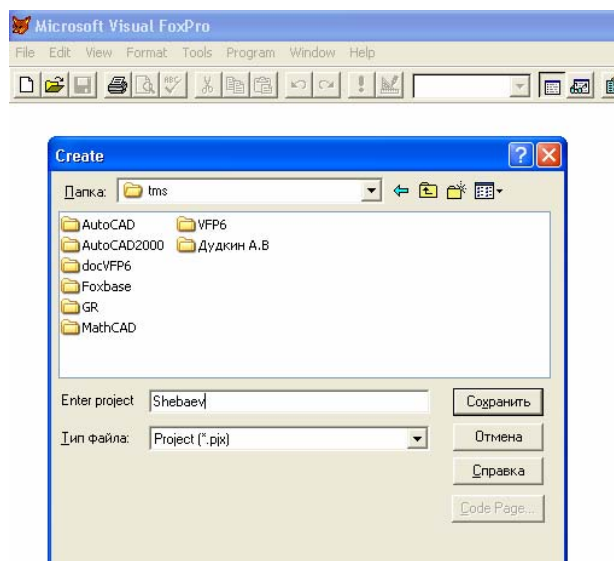 Microsoft Visual FoxPro
File Edit View Format Tools Program Window Help
Create
Папка: tms
AutoCAD VFP6
AutoCAD2000 Дудкин А.В
docVFP6
Foxbase
GR
MathCAD
Enter project Shebaev Сохранить
Тип файла: Project (*.pjx) Отмена
Справка
Code Page...